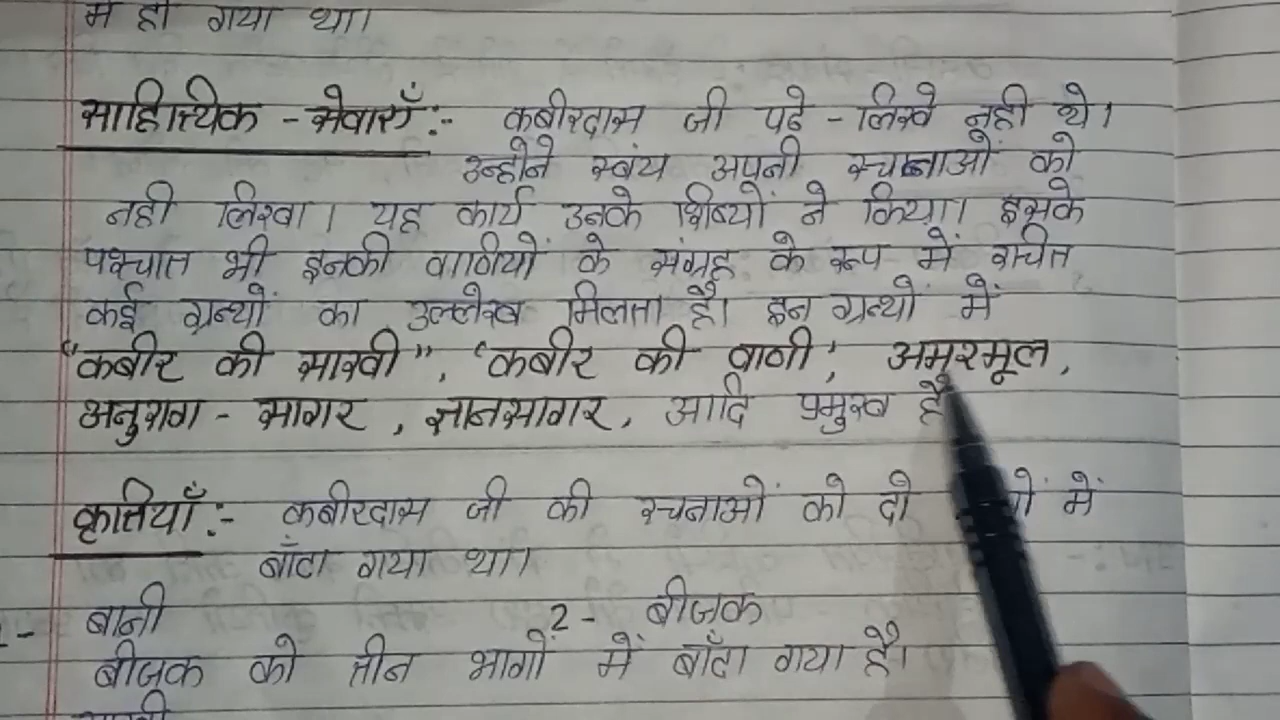 में हो गया था।
साहित्यिक - सेवाएँ :- कबीरदास जी पढे - लिखे नही थे।
उन्होने स्वंय अपनी रचनाओं को
नही लिखा। यह कार्य उनके शिष्यों ने किया। इसके
पश्चात भी इनकी वाणियों के संग्रह के रूप में रचित
कई ग्रन्थों का उल्लेख मिलता है। इन ग्रन्थों में
"कबीर की साखी", 'कबीर की वाणी', अमूरमूल,
अनुराग - सागर, ज्ञानसागर, आदि प्रमुख है
कृतियाँ :- कबीरदास जी की रचनाओं को दो में
बाँटा गया था।
बानी 2- बीजक
बीजक को तीन भागों में बाँटा गया है।